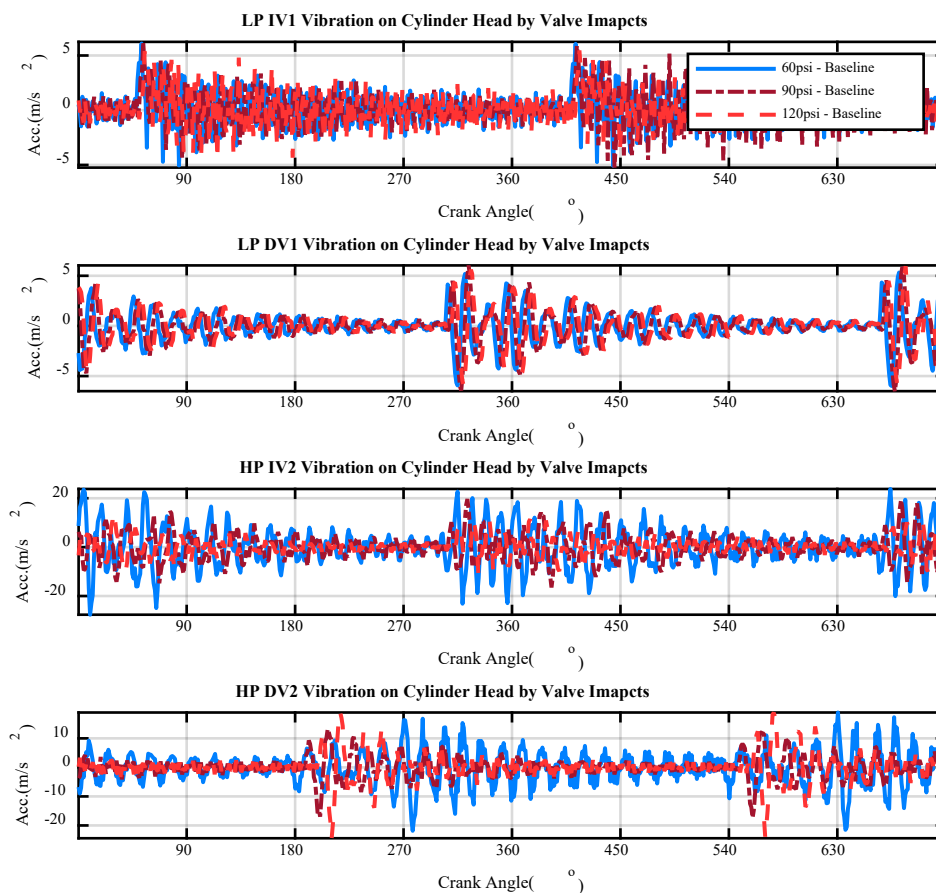 LP IV1 Vibration on Cylinder Head by Valve Imapcts
Acc.(m/s 2)
5
0
-5
60psi - Baseline
90psi - Baseline
120psi - Baseline
90 180 270 360 450 540 630
Crank Angle( o)
LP DV1 Vibration on Cylinder Head by Valve Imapcts
Acc.(m/s 2)
5
0
-5
90 180 270 360 450 540 630
Crank Angle( o)
HP IV2 Vibration on Cylinder Head by Valve Imapcts
Acc.(m/s 2)
20
0
-20
90 180 270 360 450 540 630
Crank Angle( o)
HP DV2 Vibration on Cylinder Head by Valve Imapcts
Acc.(m/s 2)
10
0
-10
-20
90 180 270 360 450 540 630
Crank Angle( o)